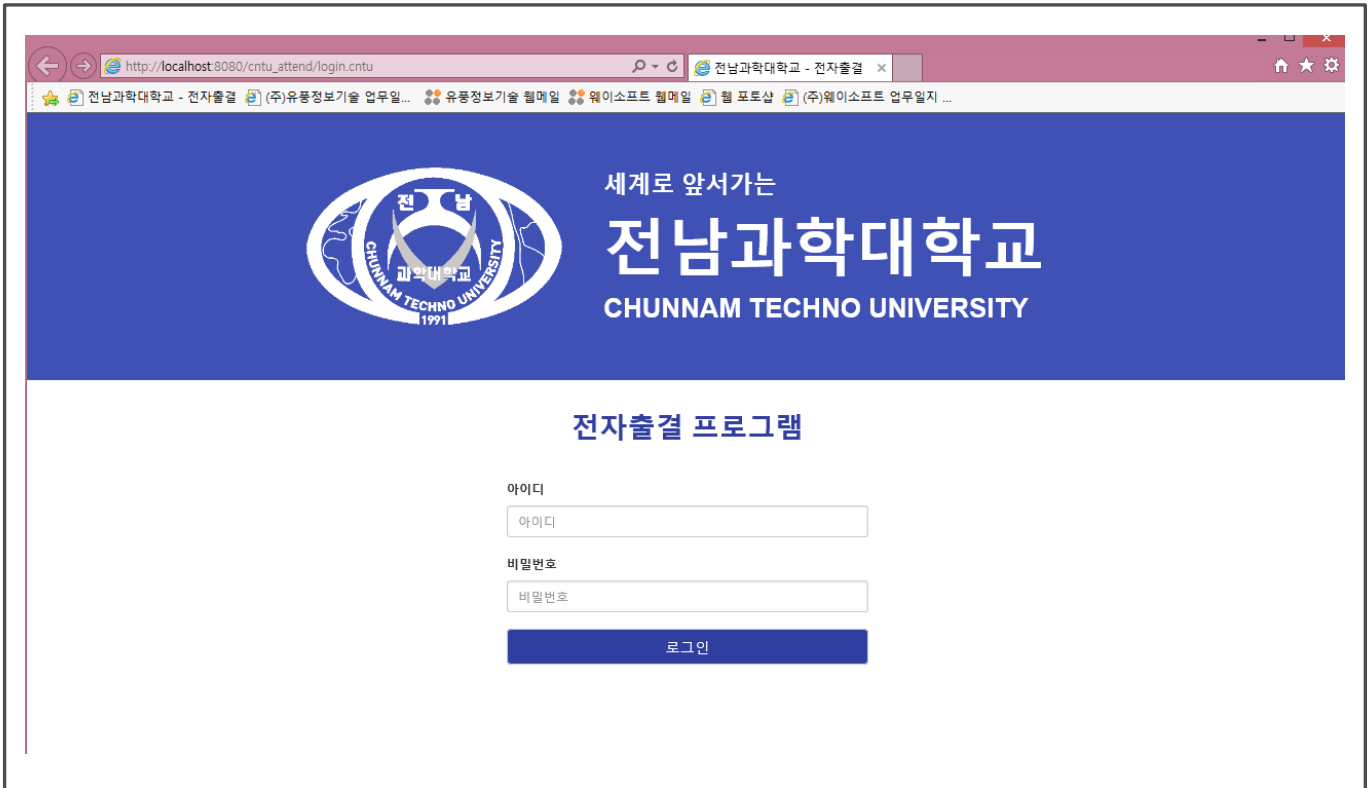 http://localhost:8080/cntu_attend/login.cntu
전남과학대학교 - 전자출결
전남과학대학교 - 전자출결 (주)유풍정보기술 업무일... 유풍정보기술 웹메일 웨이소프트 웹메일 웹 포토샵 (주)웨이소프트 업무일지 ...
전 남
과학대학교
CHUNNAM TECHNO UNIVERSITY
1991
세계로 앞서가는
전남과학대학교
CHUNNAM TECHNO UNIVERSITY
전자출결 프로그램
아이디
아이디
비밀번호
비밀번호
로그인